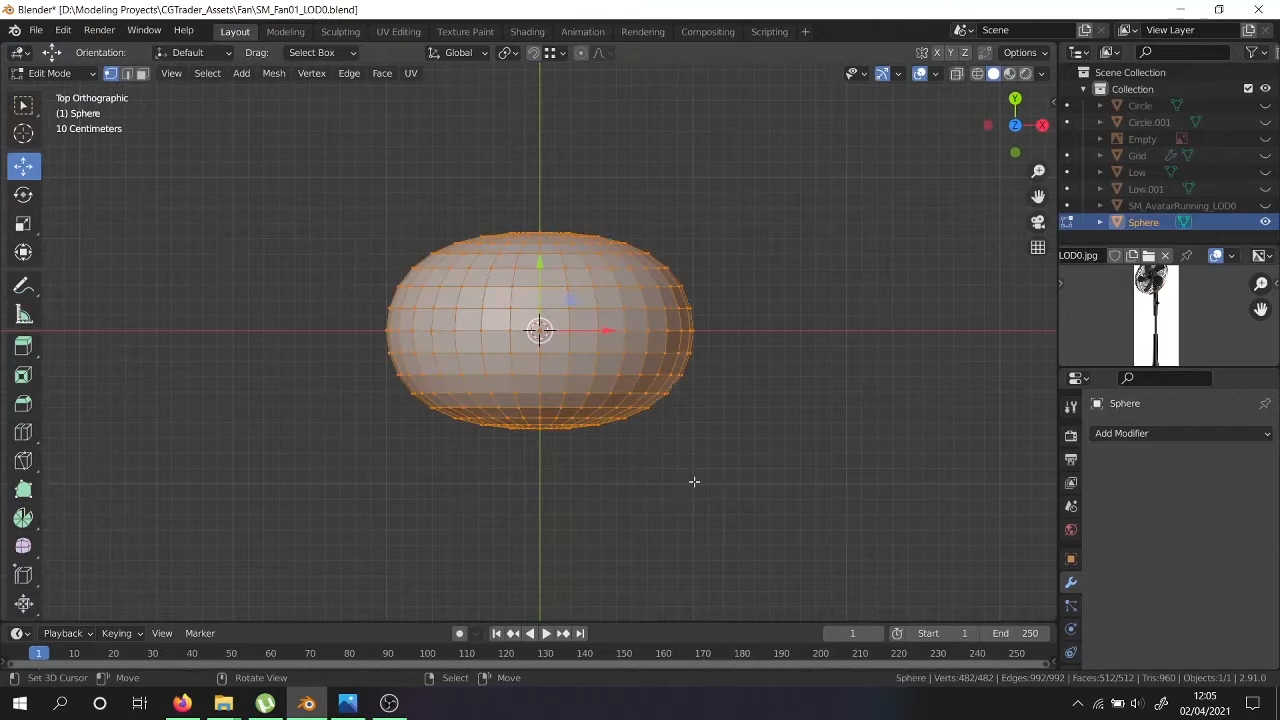 Blender* [D:\Modeling Proyects\CGTrader_Assets\Fan\SM_Fan01_LOD0.blend]
File Edit Render Window Help Layout Modeling Sculpting UV Editing Texture Paint Shading Animation Rendering Compositing Scripting + Scene View Layer
Orientation: Default Drag: Select Box Global X Y Z Options
Edit Mode View Select Add Mesh Vertex Edge Face UV
Top Orthographic
(1) Sphere
10 Centimeters
Y
Z X
Scene Collection
Collection
Circle
Circle.001
Empty
Grid
Low
Low.001
SM_AvatarRunning_LOD0
Sphere
LOD0.jpg
Sphere
Add Modifier
Playback Keying View Marker 1 Start 1 End 250
1 10 20 30 40 50 60 70 80 90 100 110 120 130 140 150 160 170 180 190 200 210 220 230 240 250
Set 3D Cursor Move Rotate View Select Move Sphere | Verts:482/482 | Edges:992/992 | Faces:512/512 | Tris:960 | Objects:1/1 | 2.91.0
12:05
02/04/2021